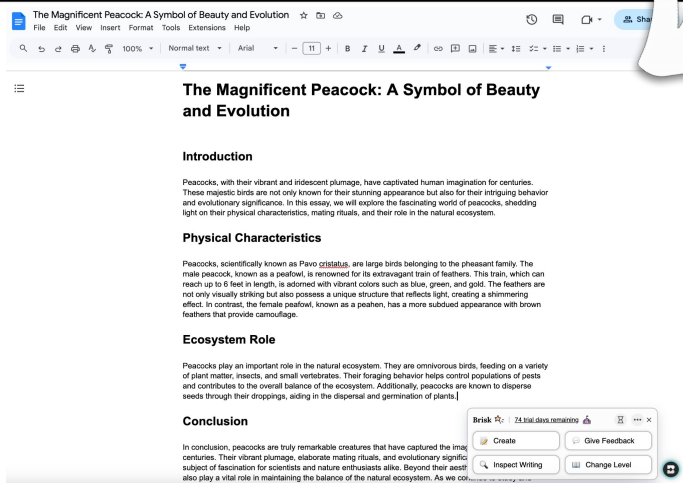 The Magnificent Peacock: A Symbol of Beauty and Evolution
File Edit View Insert Format Tools Extensions Help
100% Normal text Arial 11 B I U A
The Magnificent Peacock: A Symbol of Beauty
and Evolution
Introduction
Peacocks, with their vibrant and iridescent plumage, have captivated human imagination for centuries.
These majestic birds are not only known for their stunning appearance but also for their intriguing behavior
and evolutionary significance. In this essay, we will explore the fascinating world of peacocks, shedding
light on their physical characteristics, mating rituals, and their role in the natural ecosystem.
Physical Characteristics
Peacocks, scientifically known as Pavo cristatus, are large birds belonging to the pheasant family. The
male peacock, known as a peafowl, is renowned for its extravagant train of feathers. This train, which can
reach up to 6 feet in length, is adorned with vibrant colors such as blue, green, and gold. The feathers are
not only visually striking but also possess a unique structure that reflects light, creating a shimmering
effect. In contrast, the female peafowl, known as a peahen, has a more subdued appearance with brown
feathers that provide camouflage.
Ecosystem Role
Peacocks play an important role in the natural ecosystem. They are omnivorous birds, feeding on a variety
of plant matter, insects, and small vertebrates. Their foraging behavior helps control populations of pests
and contributes to the overall balance of the ecosystem. Additionally, peacocks are known to disperse
seeds through their droppings, aiding in the dispersal and germination of plants.
Conclusion
In conclusion, peacocks are truly remarkable creatures that have captured the
centuries. Their vibrant plumage, elaborate mating rituals, and evolutionary
subject of fascination for scientists and nature enthusiasts alike. Beyond their
also play a vital role in maintaining the balance of the natural ecosystem. As we
Brisk 74 trial days remaining
Create Give Feedback
Inspect Writing Change Level